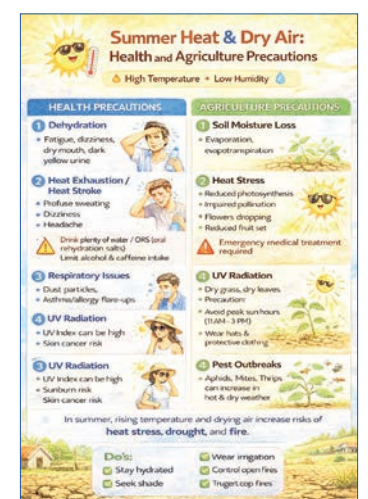 Summer Heat & Dry Air:
Health and Agriculture Precautions
High Temperature • Low Humidity
HEALTH PRECAUTIONS
1 Dehydration
• Fatigue, dizziness,
dry mouth, dark
yellow urine
2 Heat Exhaustion /
Heat Stroke
• Profuse sweating
• Dizziness
• Headache
Drink plenty of water / ORS (oral
rehydration salts)
Limit alcohol & caffeine intake
3 Respiratory Issues
• Dust particles,
• Asthma/allergy flare-ups
4 UV Radiation
• UV Index can be high
• Skin cancer risk
3 UV Radiation
• UV Index can be high
• Sunburn risk
Skin cancer risk
AGRICULTURE PRECAUTIONS
1 Soil Moisture Loss
• Evaporation,
evapotranspiration
2 Heat Stress
• Reduced photosynthesis
• Impaired pollination
• Flowers dropping
• Reduced fruit set
Emergency medical treatment
required
4 UV Radiation
• Dry grass, dry leaves
• Precaution:
Avoid peak sun hours
(11 AM – 3 PM)
• Wear hats &
protective clothing
4 Pest Outbreaks
• Aphids, Mites, Thrips
can increase in
hot & dry weather
In summer, rising temperature and drying air increase risks of
heat stress, drought, and fire.
Do's:
Stay hydrated
Seek shade
Wear irrigation
Control open fires
Trugert cop fires